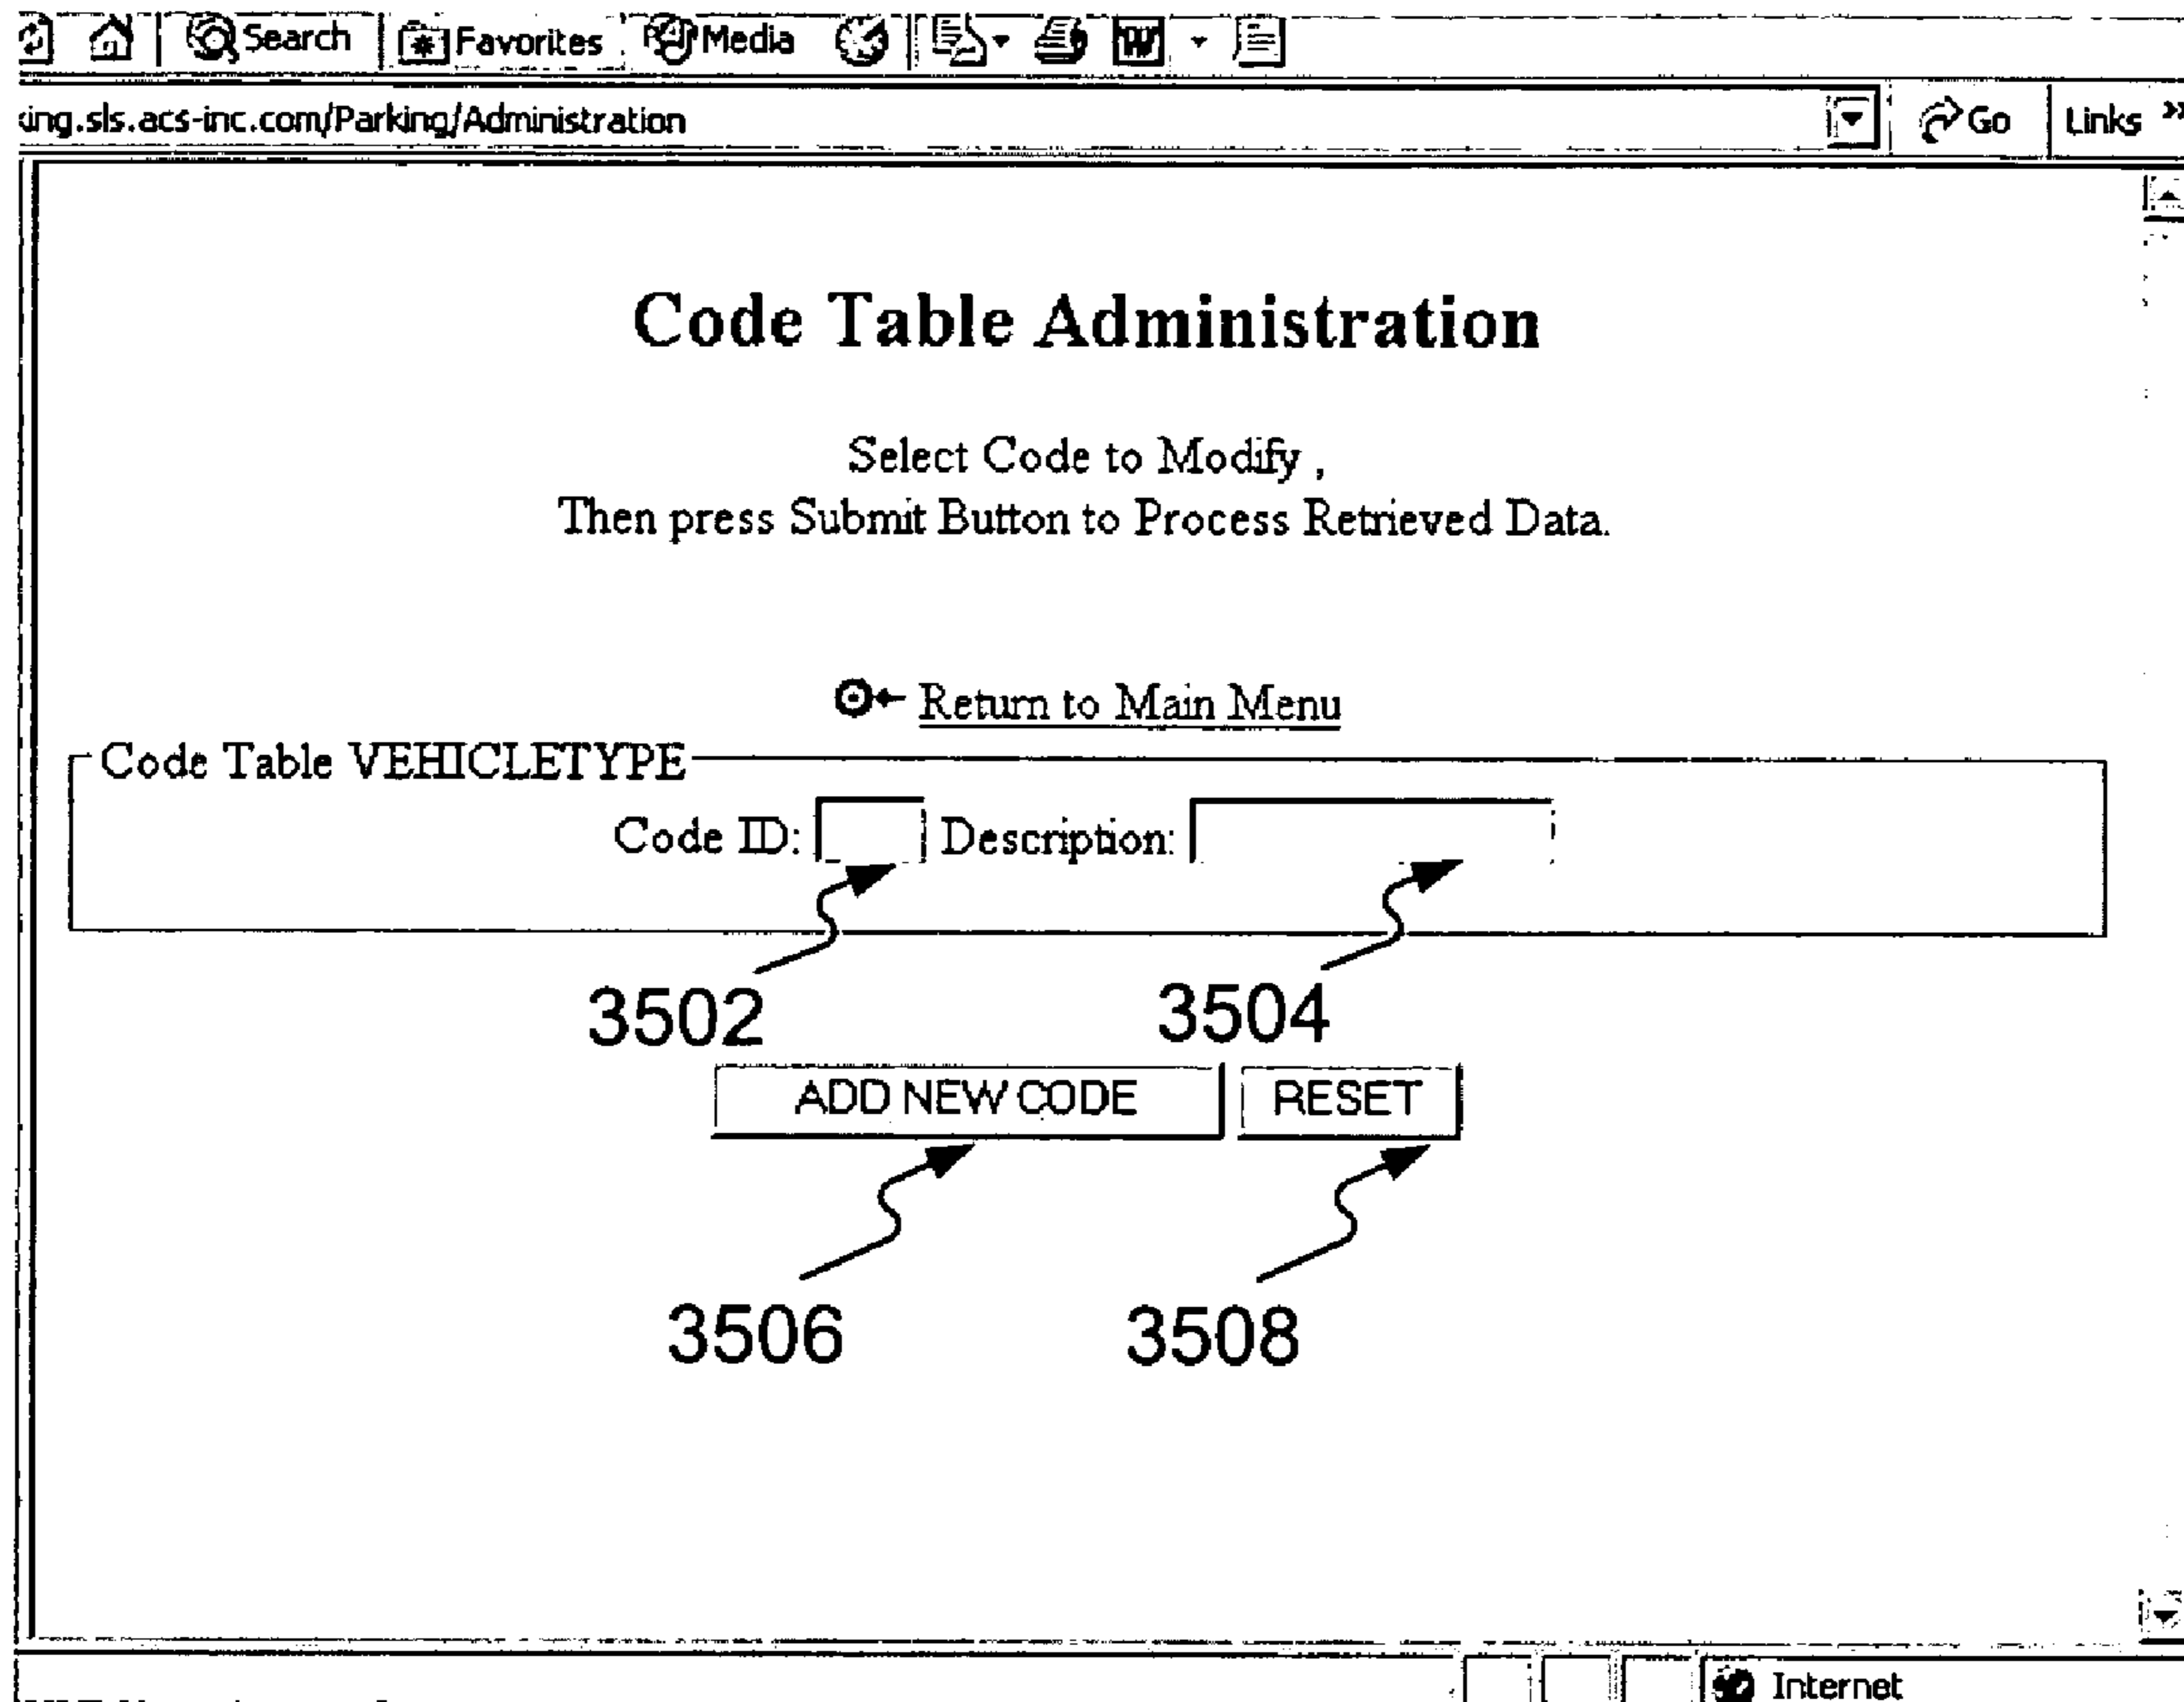 Search Favorites Media
ing.sls.acs-inc.com/Parking/Administration Go Links »
Code Table Administration
Select Code to Modify ,
Then press Submit Button to Process Retrieved Data.
Return to Main Menu
Code Table VEHICLETYPE
Code ID: Description:
3502 3504
ADD NEW CODE RESET
3506 3508
Internet